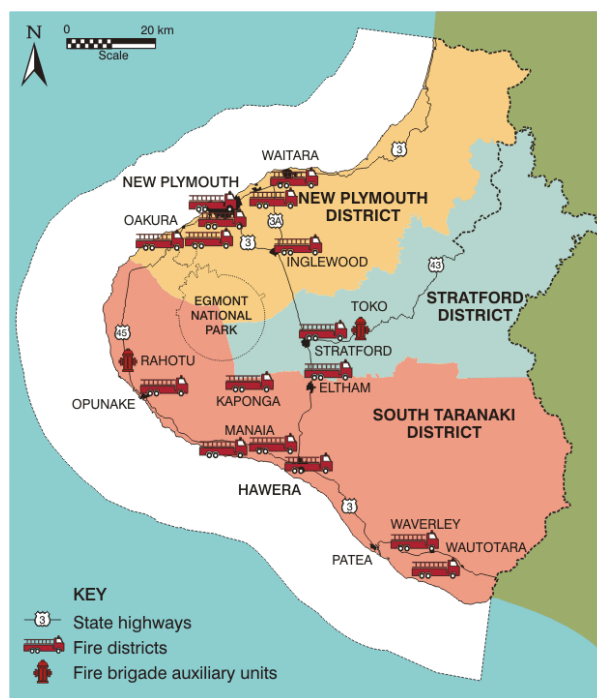 N
0 20 km
Scale
3
WAITARA
NEW PLYMOUTH
NEW PLYMOUTH
DISTRICT
3A
OAKURA
3
INGLEWOOD
43
EGMONT
NATIONAL
PARK
TOKO
STRATFORD
DISTRICT
45
STRATFORD
RAHOTU
ELTHAM
OPUNAKE
KAPONGA
SOUTH TARANAKI
DISTRICT
MANAIA
HAWERA
3
WAVERLEY
WAUTOTARA
PATEA
KEY
3 State highways
Fire districts
Fire brigade auxiliary units